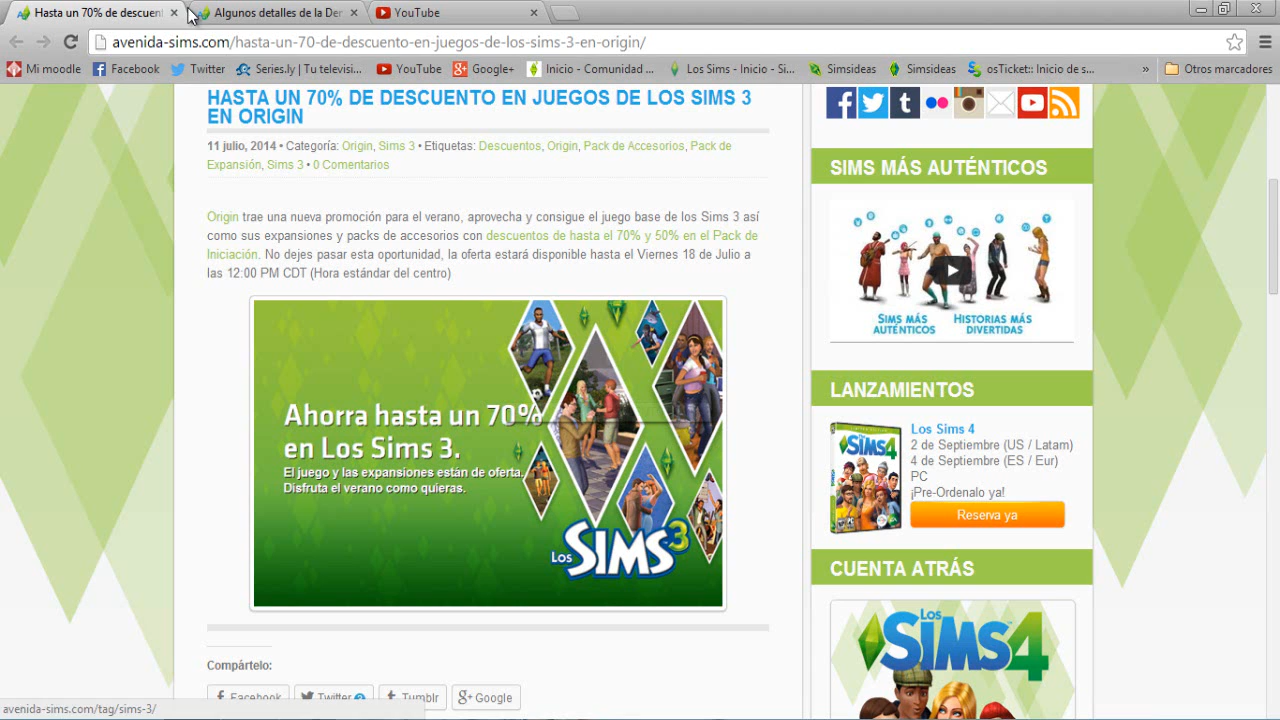 Hasta un 70% de descuen
Algunos detalles de la Der
YouTube
avenida-sims.com/hasta-un-70-de-descuento-en-juegos-de-los-sims-3-en-origin/
Mi moodle
Facebook
Twitter
Series.ly | Tu televisi...
YouTube
Google+
Inicio - Comunidad ...
Los Sims - Inicio - Si...
Simsideas
Simsideas
osTicket:: Inicio de s...
»
Otros marcadores
HASTA UN 70% DE DESCUENTO EN JUEGOS DE LOS SIMS 3
EN ORIGIN
11 julio, 2014 • Categoría: Origin, Sims 3 • Etiquetas: Descuentos, Origin, Pack de Accesorios, Pack de
Expansión, Sims 3 • 0 Comentarios
Origin trae una nueva promoción para el verano, aprovecha y consigue el juego base de los Sims 3 así
como sus expansiones y packs de accesorios con descuentos de hasta el 70% y 50% en el Pack de
Iniciación. No dejes pasar esta oportunidad, la oferta estará disponible hasta el Viernes 18 de Julio a
las 12:00 PM CDT (Hora estándar del centro)
Ahorra hasta un 70%
en Los Sims 3.
El juego y las expansiones están de oferta.
Disfruta el verano como quieras.
Los SIMS 3
Compártelo:
Facebook
Twitter 2
Tumblr
Google
avenida-sims.com/tag/sims-3/
SIMS MÁS AUTÉNTICOS
SIMS MÁS
AUTÉNTICOS
HISTORIAS MÁS
DIVERTIDAS
LANZAMIENTOS
SIMS 4
Los Sims 4
2 de Septiembre (US / Latam)
4 de Septiembre (ES / Eur)
PC
¡Pre-Ordenalo ya!
Reserva ya
CUENTA ATRÁS
LOS
SIMS 4